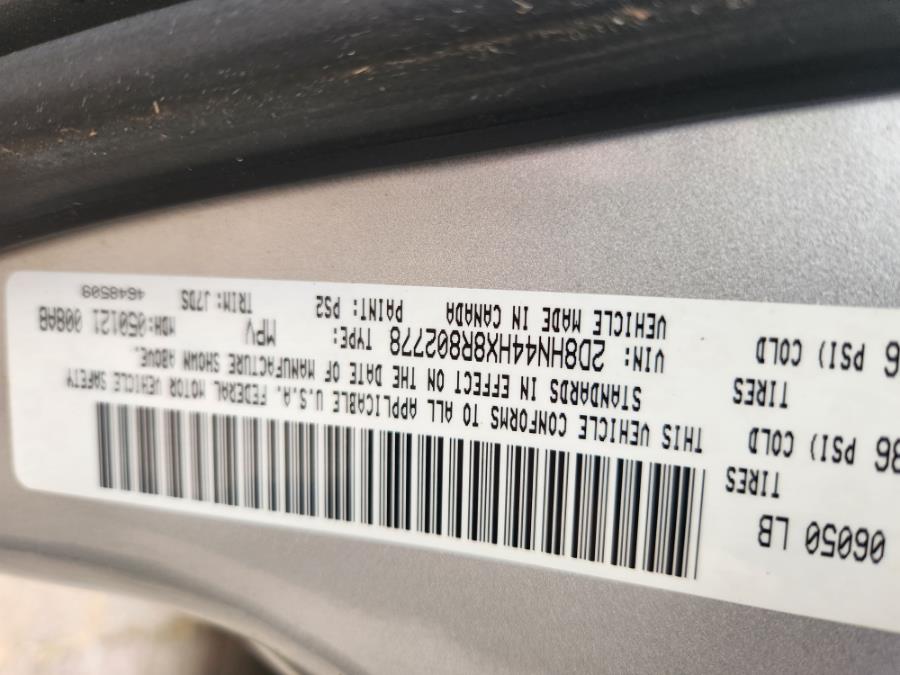 06050 LB
TIRES
36 PSI) COLD
TIRES
6 PSI) COLD
THIS VEHICLE CONFORMS TO ALL APPLICABLE U.S.A. FEDERAL MOTOR VEHICLE SAFETY
STANDARDS IN EFFECT ON THE DATE OF MANUFACTURE SHOWN ABOVE.
VIN: 2D8HN44HX8R802778 TYPE: MPV MDH:050121 008AB
VEHICLE MADE IN CANADA PAINT: PS2 TRIM: J7DS 4648509